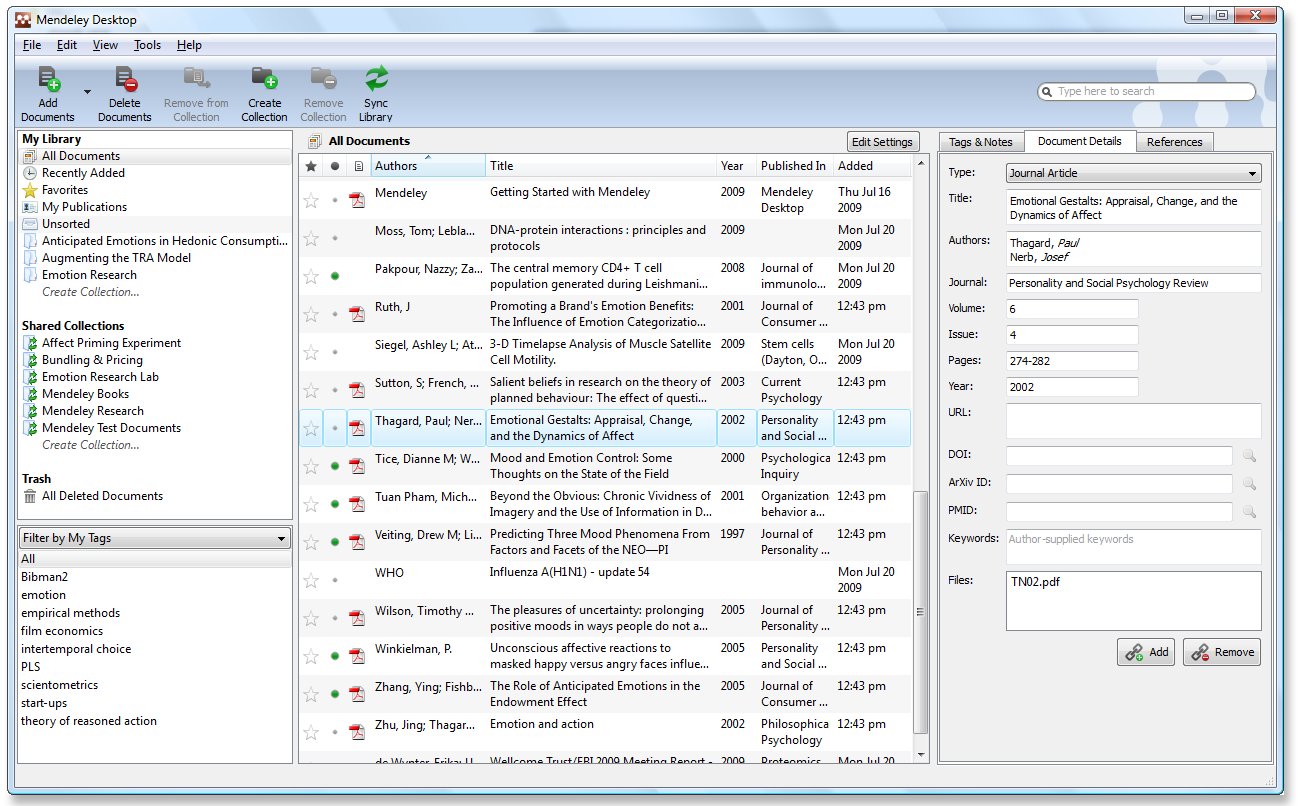 Mendeley Desktop
File Edit View Tools Help
Add Documents
Delete Documents
Remove from Collection
Create Collection
Remove Collection
Sync Library
Type here to search
My Library
All Documents
Recently Added
Favorites
My Publications
Unsorted
Anticipated Emotions in Hedonic Consumpti...
Augmenting the TRA Model
Emotion Research
Create Collection...
Shared Collections
Affect Priming Experiment
Bundling & Pricing
Emotion Research Lab
Mendeley Books
Mendeley Research
Mendeley Test Documents
Create Collection...
Trash
All Deleted Documents
Filter by My Tags
All
Bibman2
emotion
empirical methods
film economics
intertemporal choice
PLS
scientometrics
start-ups
theory of reasoned action
All Documents
Edit Settings
Authors Title Year Published In Added
Mendeley Getting Started with Mendeley 2009 Mendeley Thu Jul 16
Desktop 2009
Moss, Tom; Lebla... DNA-protein interactions : principles and 2009 Mon Jul 20
protocols 2009
Pakpour, Nazzy; Za... The central memory CD4+ T cell 2008 Journal of Mon Jul 20
population generated during Leishmani... immunolo... 2009
Ruth, J Promoting a Brand's Emotion Benefits: 2001 Journal of 12:43 pm
The Influence of Emotion Categorizatio... Consumer ...
Siegel, Ashley L; At... 3-D Timelapse Analysis of Muscle Satellite 2009 Stem cells Mon Jul 20
Cell Motility. (Dayton, O... 2009
Sutton, S; French, ... Salient beliefs in research on the theory of 2003 Current 12:43 pm
planned behaviour: The effect of questi... Psychology
Thagard, Paul; Ner... Emotional Gestalts: Appraisal, Change, 2002 Personality 12:43 pm
and the Dynamics of Affect and Social ...
Tice, Dianne M; W... Mood and Emotion Control: Some 2000 Psychologica 12:43 pm
Thoughts on the State of the Field Inquiry
Tuan Pham, Mich... Beyond the Obvious: Chronic Vividness of 2001 Organization 12:43 pm
Imagery and the Use of Information in D... behavior a...
Veiting, Drew M; Li... Predicting Three Mood Phenomena From 1997 Journal of 12:43 pm
Factors and Facets of the NEO—PI Personality ...
WHO Influenza A(H1N1) - update 54 Mon Jul 20
2009
Wilson, Timothy ... The pleasures of uncertainty: prolonging 2005 Journal of 12:43 pm
positive moods in ways people do not a... Personality ...
Winkielman, P. Unconscious affective reactions to 2005 Personality 12:43 pm
masked happy versus angry faces influe... and Social ...
Zhang, Ying; Fishb... The Role of Anticipated Emotions in the 2005 Journal of 12:43 pm
Endowment Effect Consumer ...
Zhu, Jing; Thagar... Emotion and action 2002 Philosophica 12:43 pm
Psychology
de Wynter, Erika; U... Wellcome Trust/EBI 2009 Meeting Report - 2009 Proteomics Mon Jul 20
Tags & Notes Document Details References
Type: Journal Article
Title: Emotional Gestalts: Appraisal, Change, and the
Dynamics of Affect
Authors: Thagard, Paul
Nerb, Josef
Journal: Personality and Social Psychology Review
Volume: 6
Issue: 4
Pages: 274-282
Year: 2002
URL:
DOI:
ArXiv ID:
PMID:
Keywords: Author-supplied keywords
Files: TN02.pdf
Add Remove